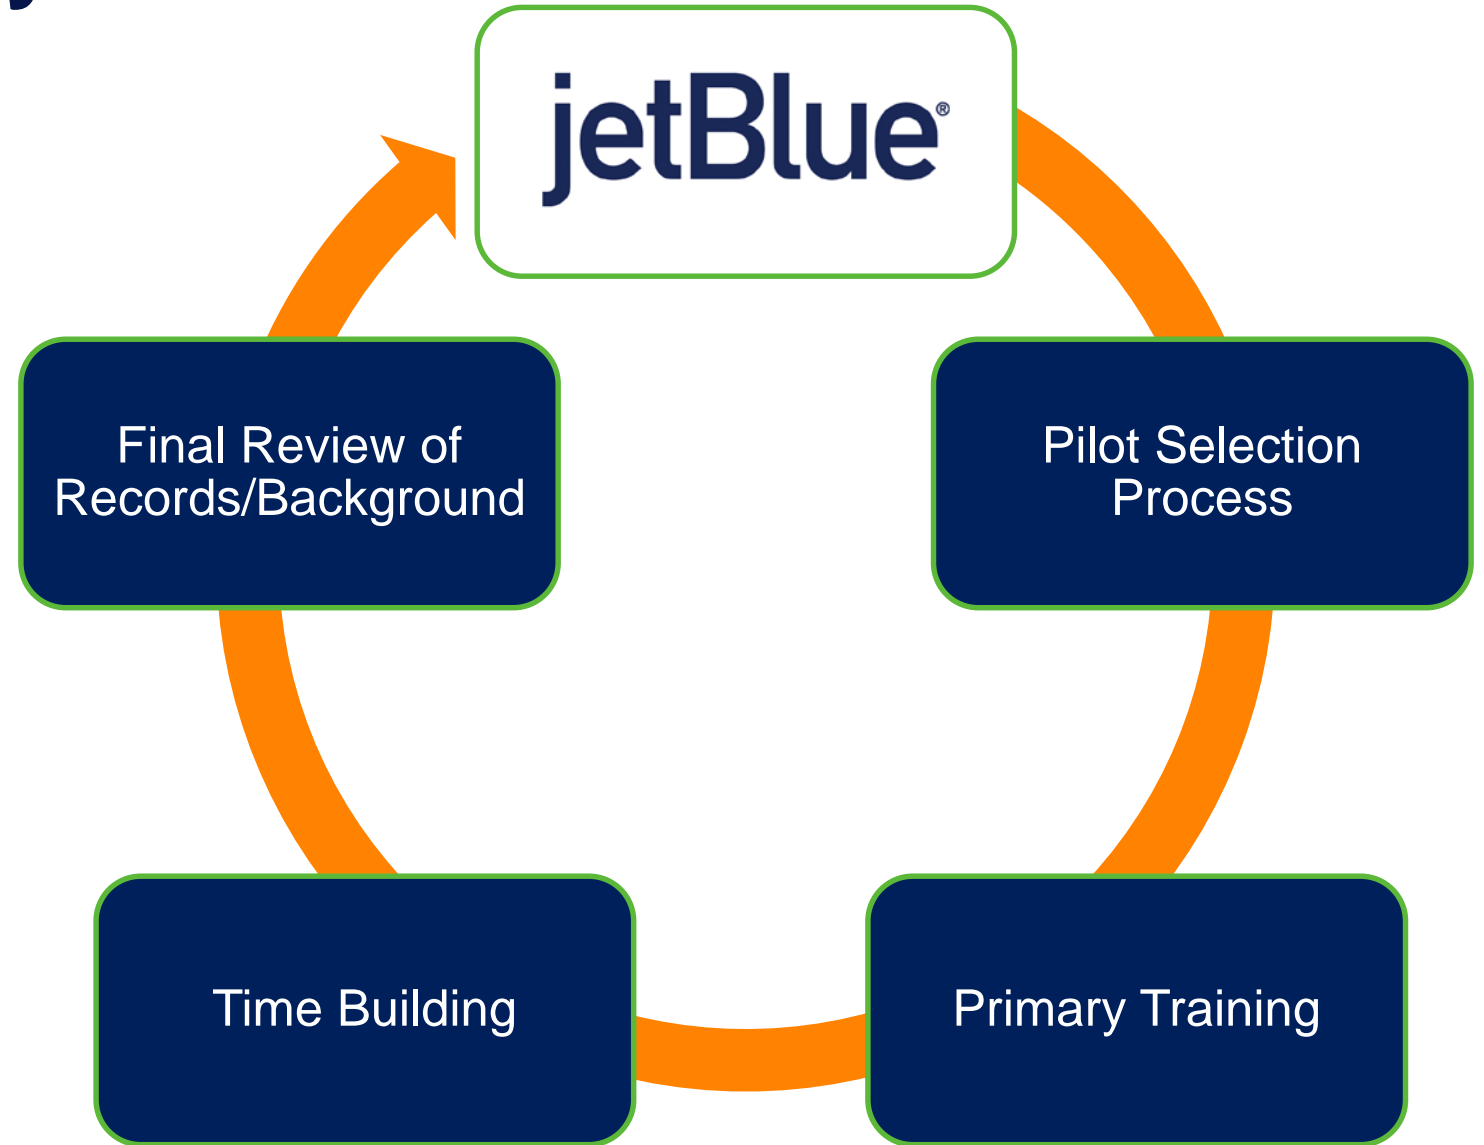 jetBlue®
Pilot Selection
Process
Primary Training
Time Building
Final Review of
Records/Background